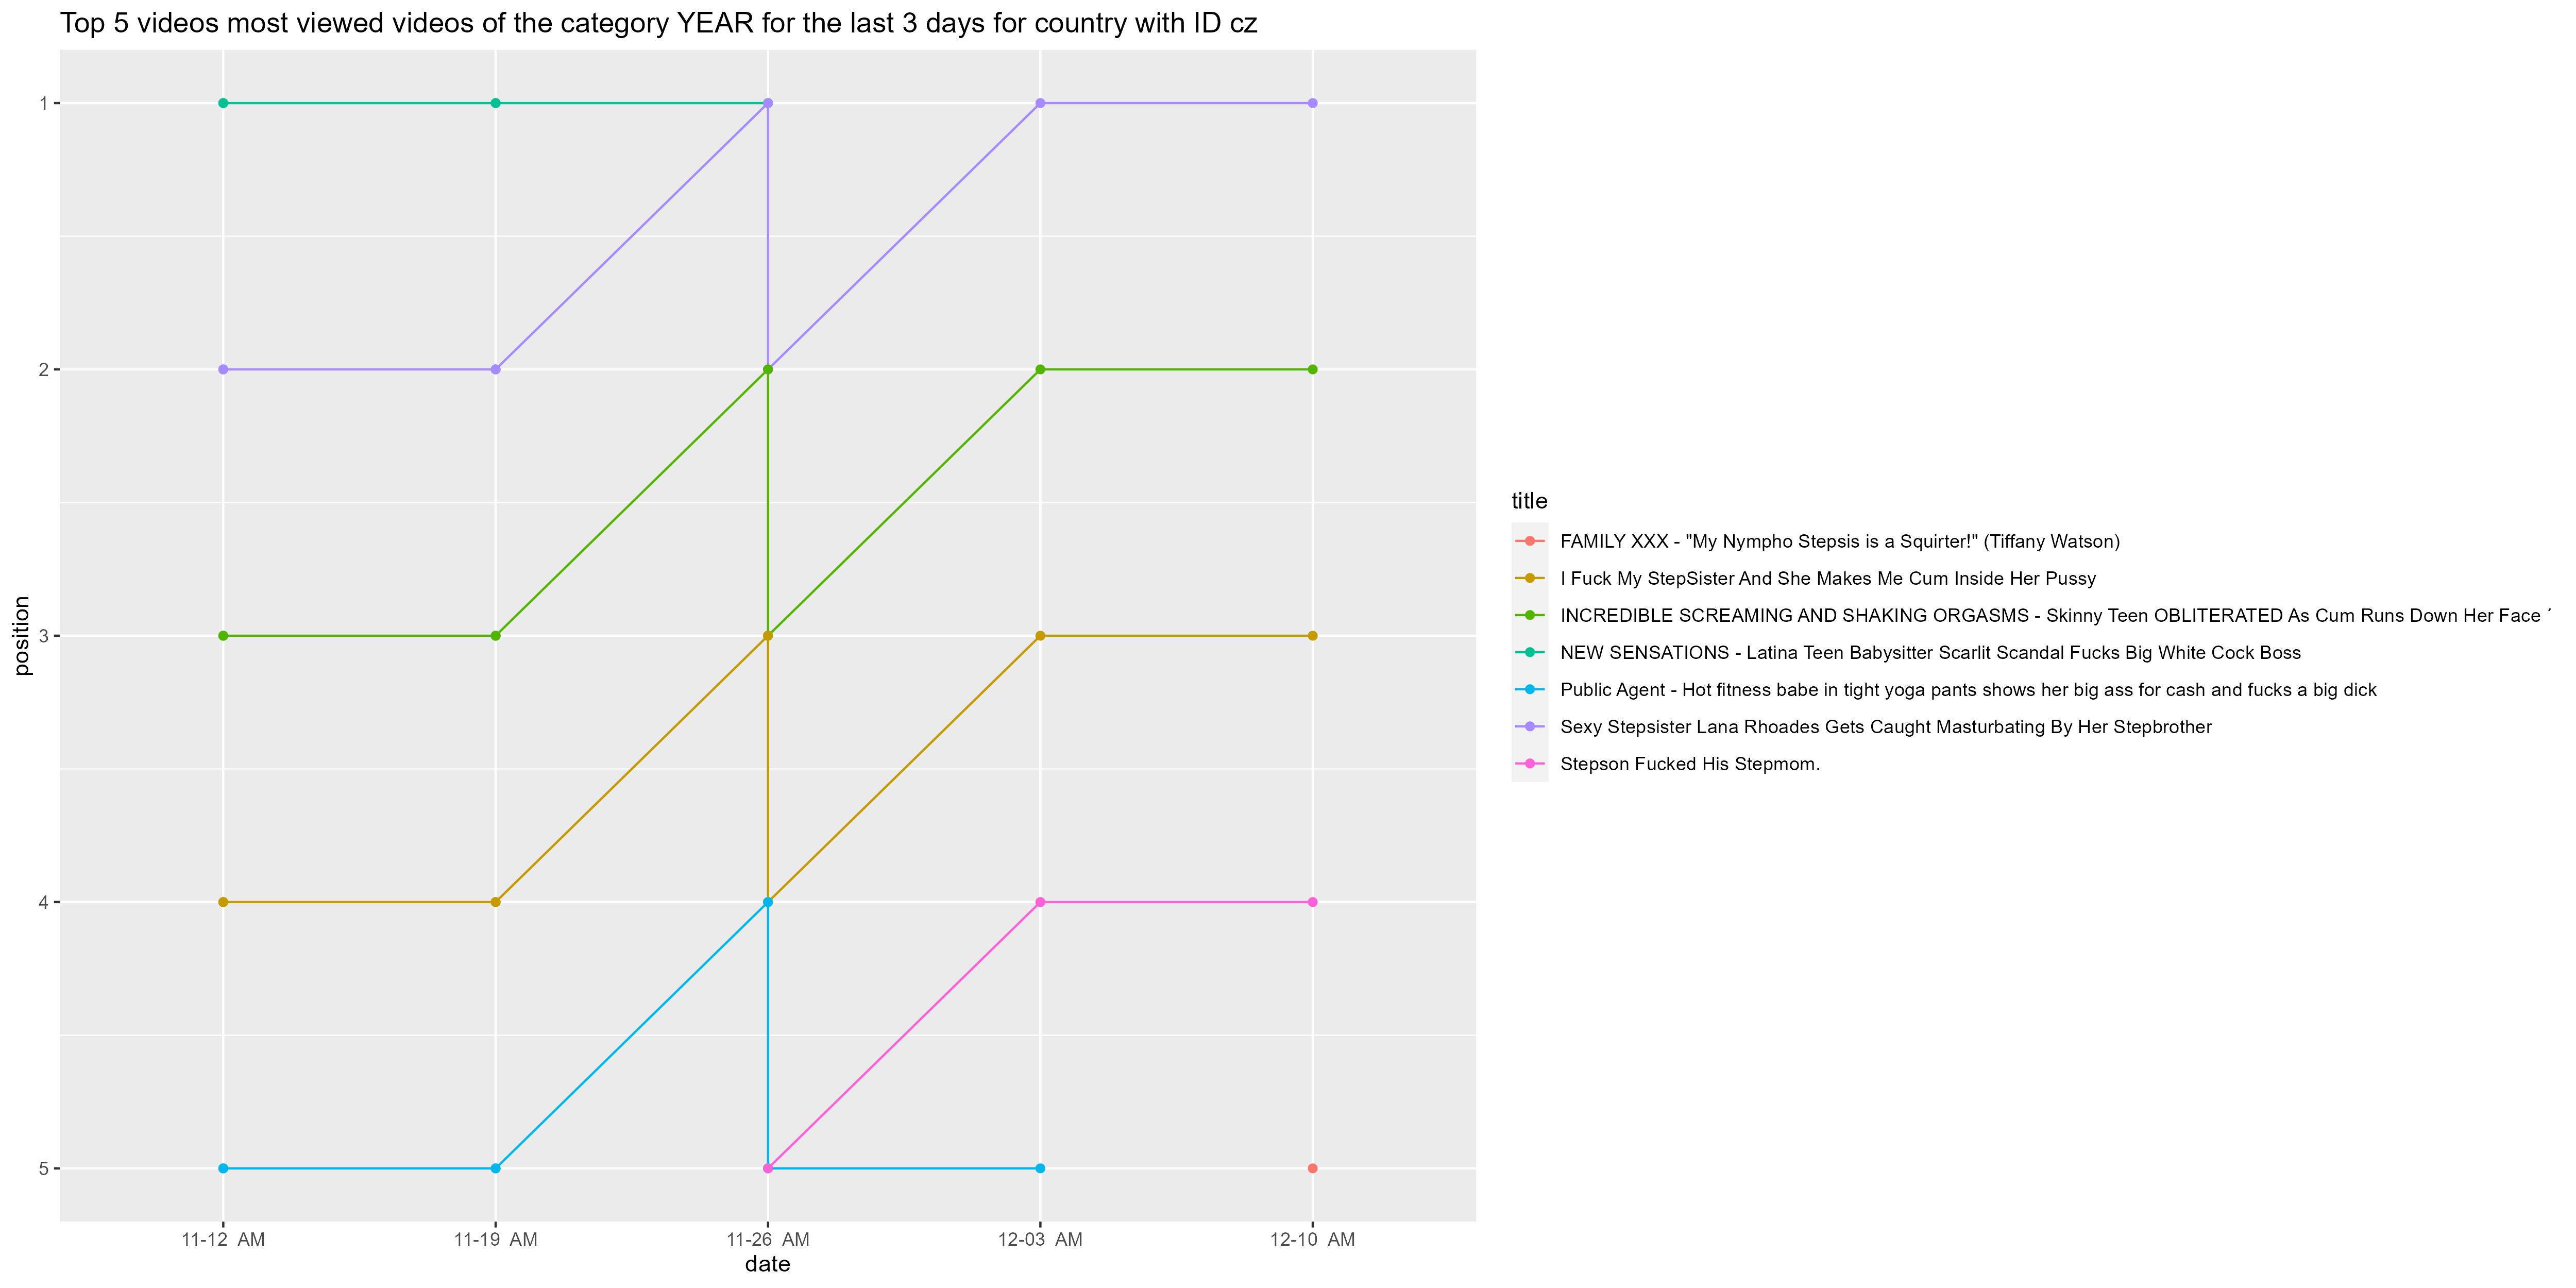 Top 5 videos most viewed videos of the category YEAR for the last 3 days for country with ID cz
position
1
2
3
4
5
11-12 AM
11-19 AM
11-26 AM
12-03 AM
12-10 AM
date
title
FAMILY XXX - "My Nympho Stepsis is a Squirter!" (Tiffany Watson)
I Fuck My StepSister And She Makes Me Cum Inside Her Pussy
INCREDIBLE SCREAMING AND SHAKING ORGASMS - Skinny Teen OBLITERATED As Cum Runs Down Her Face
NEW SENSATIONS - Latina Teen Babysitter Scarlit Scandal Fucks Big White Cock Boss
Public Agent - Hot fitness babe in tight yoga pants shows her big ass for cash and fucks a big dick
Sexy Stepsister Lana Rhoades Gets Caught Masturbating By Her Stepbrother
Stepson Fucked His Stepmom.